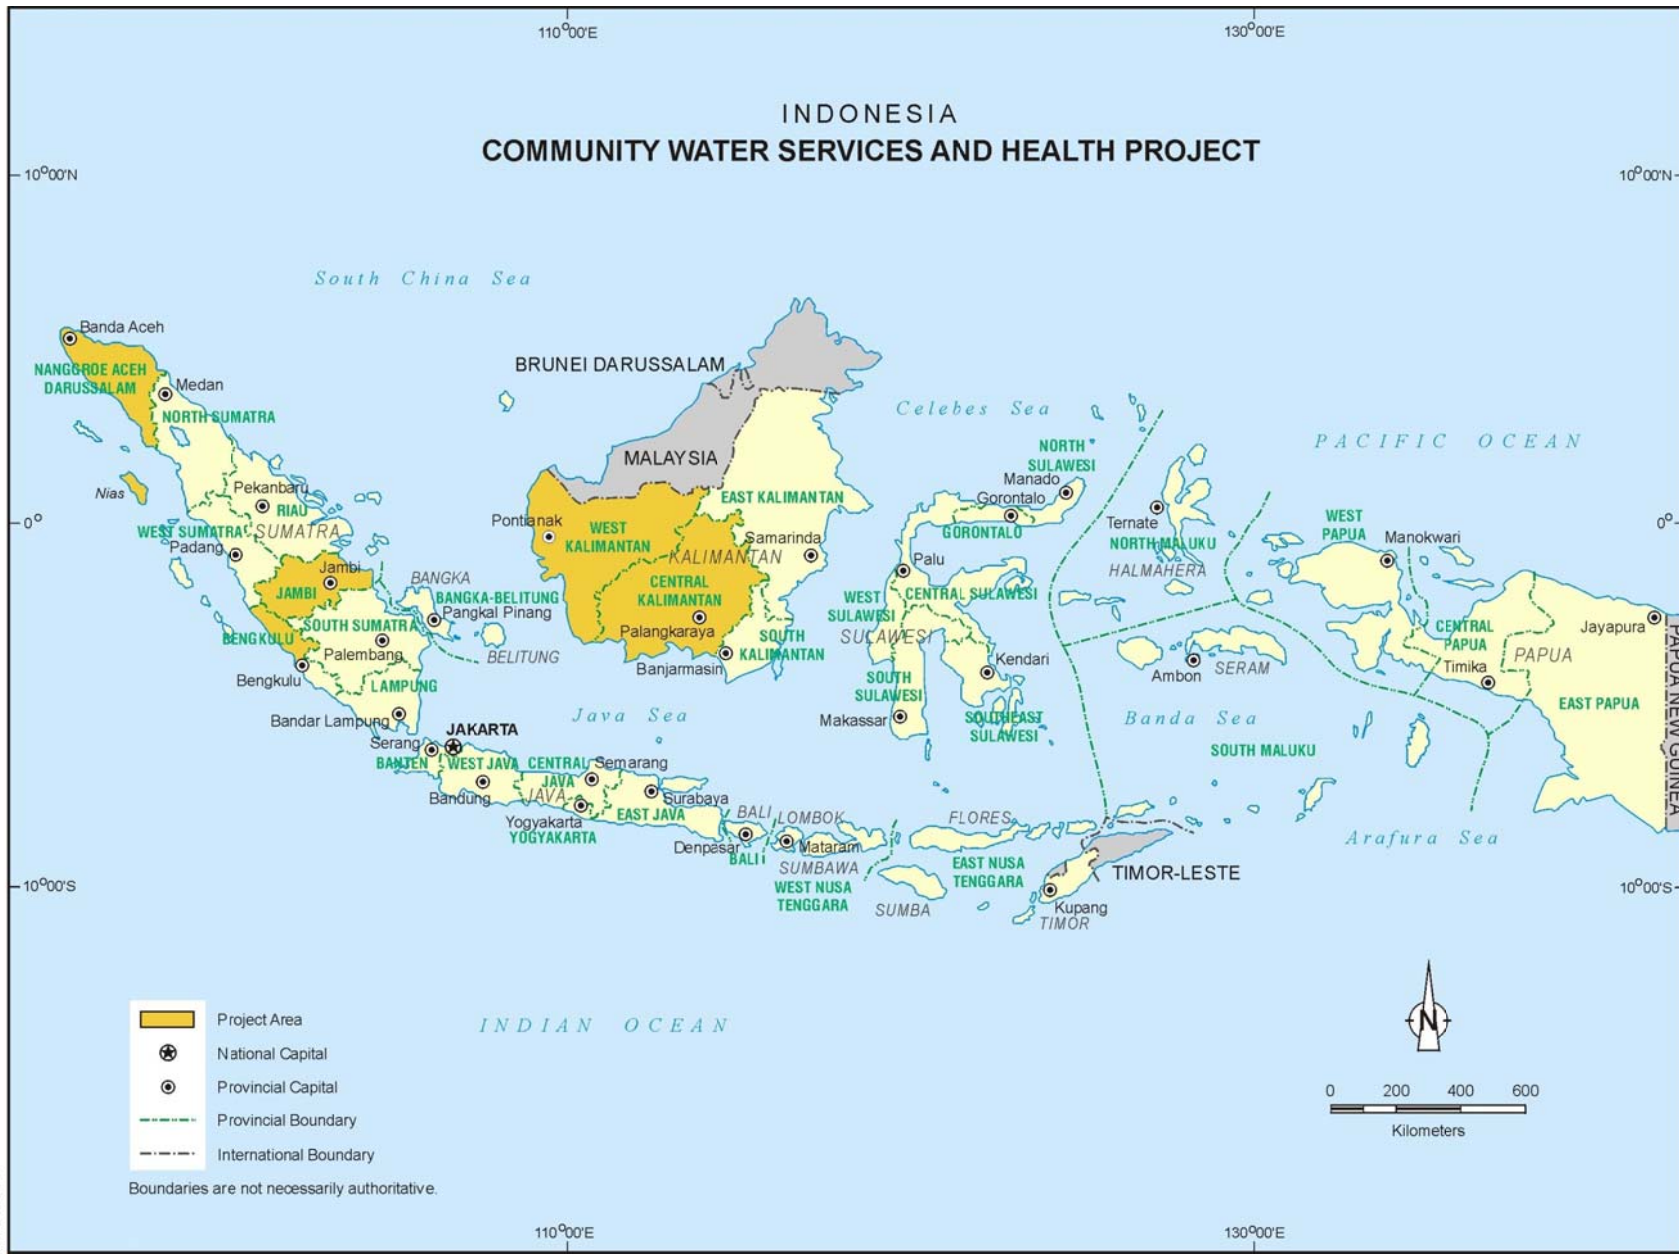 110°00'E
130°00'E
INDONESIA
COMMUNITY WATER SERVICES AND HEALTH PROJECT
10°00'N
10°00'N
South China Sea
Banda Aceh
NANGGROE ACEH
DARUSSALAM
Medan
NORTH SUMATRA
BRUNEI DARUSSALAM
MALAYSIA
Celebes Sea
PACIFIC OCEAN
NORTH
SULAWESI
Manado
Gorontalo
GORONTALO
Nias
Pekanbaru
RIAU
SUMATRA
WEST SUMATRA
Padang
0°
0°
Pontianak
WEST
KALIMANTAN
EAST KALIMANTAN
Samarinda
KALIMANTAN
CENTRAL
KALIMANTAN
Palangkaraya
Banjarmasin
SOUTH
KALIMANTAN
Jambi
JAMBI
BANGKA
BANGKA-BELITUNG
Pangkal Pinang
BELITUNG
BENGKULU
SOUTH SUMATRA
Palembang
Bengkulu
LAMPUNG
Bandar Lampung
Palu
WEST
SULAWESI
CENTRAL SULAWESI
SULAWESI
SOUTH
SULAWESI
Makassar
Kendari
SOUTHEAST
SULAWESI
Ternate
NORTH MALUKU
HALMAHERA
WEST
PAPUA
Manokwari
CENTRAL
PAPUA
Timika
PAPUA
Jayapura
EAST PAPUA
PAPUA NEW GUINEA
Ambon
SERAM
Banda Sea
SOUTH MALUKU
Java Sea
JAKARTA
Serang
BANTEN
WEST JAVA
Bandung
CENTRAL
JAVA
Semarang
JAVA
Yogyakarta
YOGYAKARTA
Surabaya
EAST JAVA
BALI
Denpasar
BALI
LOMBOK
Mataram
SUMBAWA
WEST NUSA
TENGGARA
FLORES
EAST NUSA
TENGGARA
SUMBA
Kupang
TIMOR
TIMOR-LESTE
Arafura Sea
10°00'S
10°00'S
INDIAN OCEAN
Project Area
National Capital
Provincial Capital
Provincial Boundary
International Boundary
Boundaries are not necessarily authoritative.
N
0 200 400 600
Kilometers
110°00'E
130°00'E